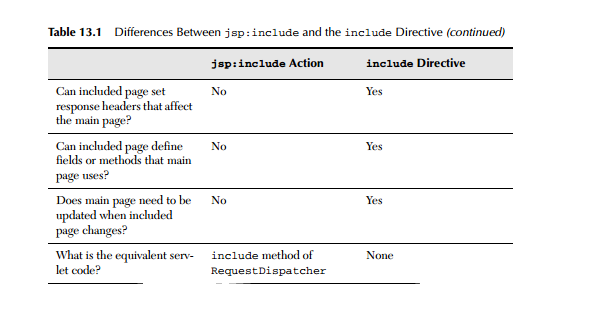 Table 13.1 Differences Between jsp:include and the include Directive (continued)
jsp:include Action include Directive
Can included page set No Yes
response headers that affect
the main page?
Can included page define No Yes
fields or methods that main
page uses?
Does main page need to be No Yes
updated when included
page changes?
What is the equivalent serv- include method of None
let code? RequestDispatcher